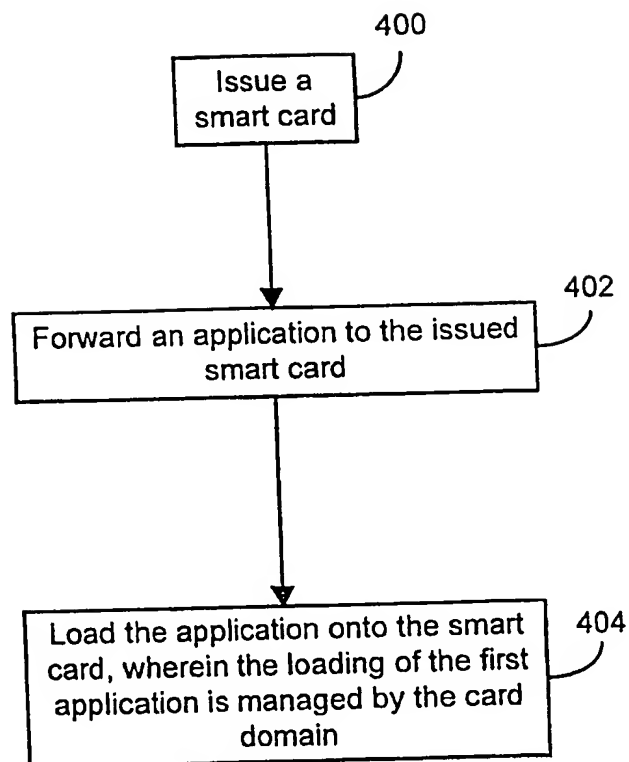 400
Issue a
smart card
402
Forward an application to the issued
smart card
Load the application onto the smart
card, wherein the loading of the first
application is managed by the card
domain
404